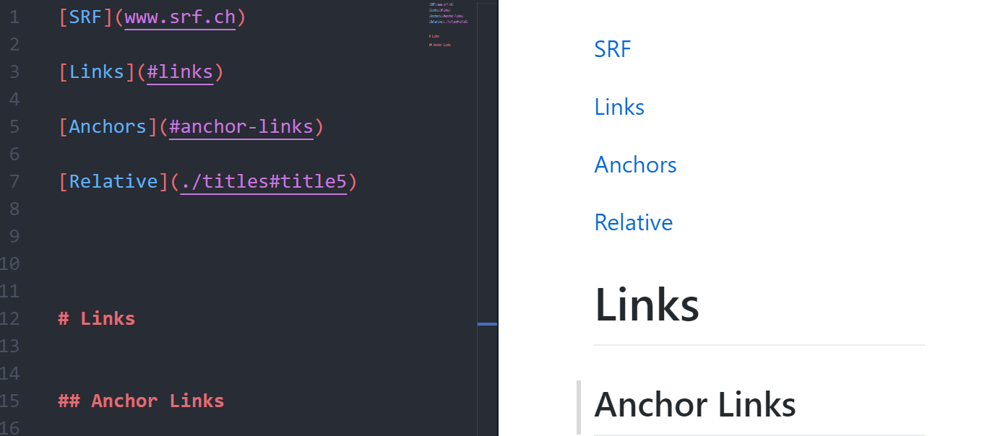 1 [SRF](www.srf.ch)
2
3 [Links](#links)
4
5 [Anchors](#anchor-links)
6
7 [Relative](./titles#title5)
8
9
10
11
12 # Links
13
14
15 ## Anchor Links
16
SRF
Links
Anchors
Relative
Links
Anchor Links